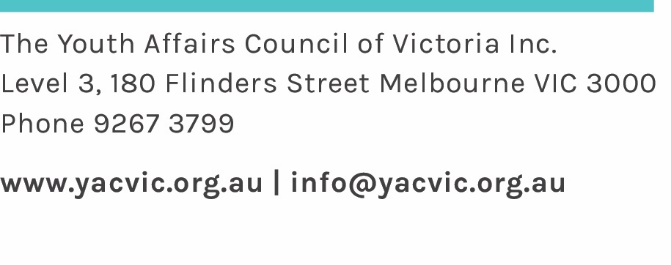 The Youth Affairs Council of Victoria Inc.
Level 3, 180 Flinders Street Melbourne VIC 3000
Phone 9267 3799
www.yacvic.org.au | info@yacvic.org.au